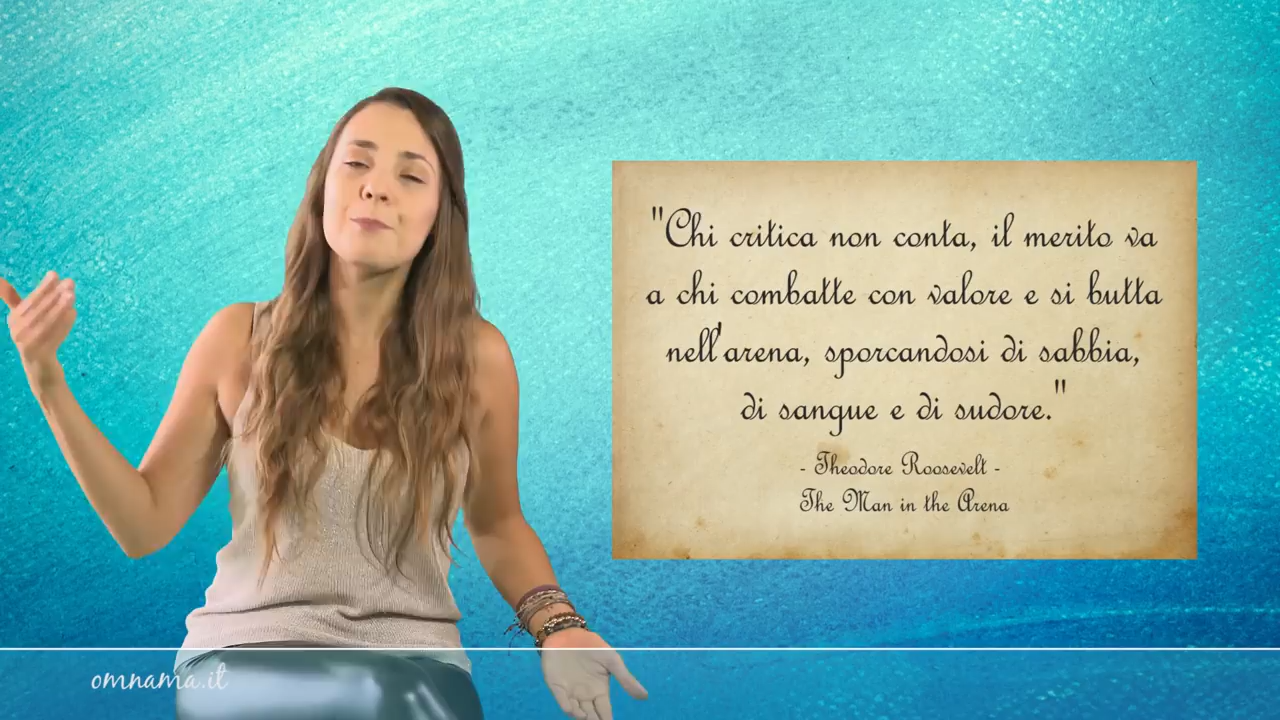 "Chi critica non conta, il merito va
a chi combatte con valore e si butta
nell'arena, sporcandosi di sabbia,
di sangue e di sudore."
- Theodore Roosevelt -
The Man in the Arena
omnama.it